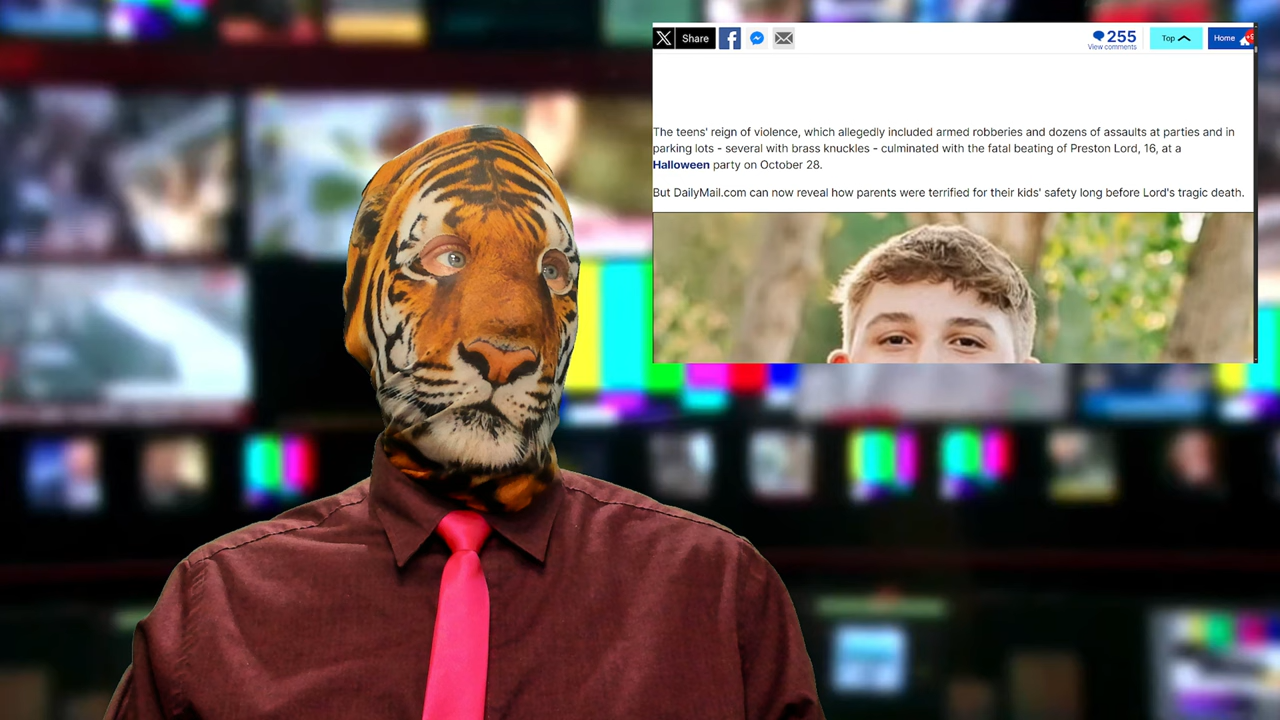 Share
255
View comments
Top
Home
The teens' reign of violence, which allegedly included armed robberies and dozens of assaults at parties and in
parking lots - several with brass knuckles - culminated with the fatal beating of Preston Lord, 16, at a
Halloween party on October 28.
But DailyMail.com can now reveal how parents were terrified for their kids' safety long before Lord's tragic death.